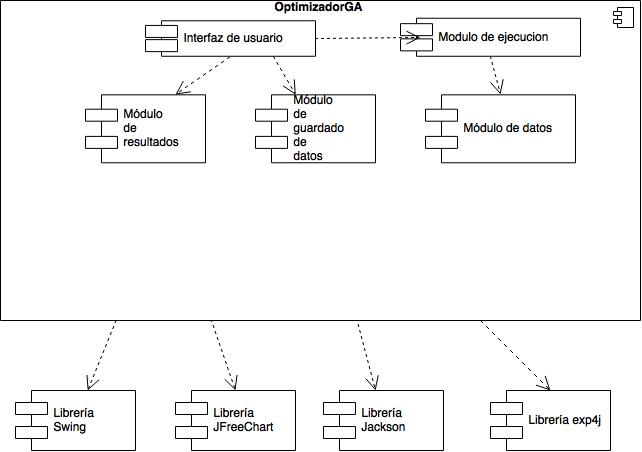 OptimizadorGA
Interfaz de usuario
Modulo de ejecucion
Módulo
de
resultados
Módulo
de
guardado
de
datos
Módulo de datos
Librería
Swing
Librería
JFreeChart
Librería
Jackson
Librería exp4j